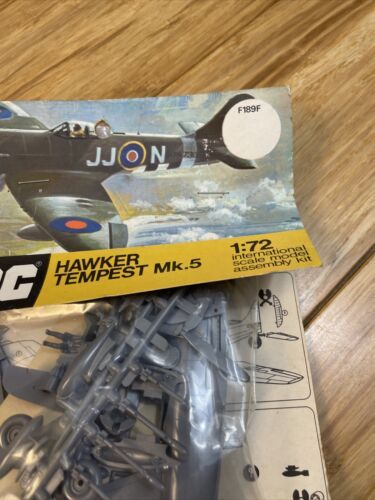 F189F
JJ N
HAWKER
TEMPEST Mk.5
1:72
international
scale model
assembly kit